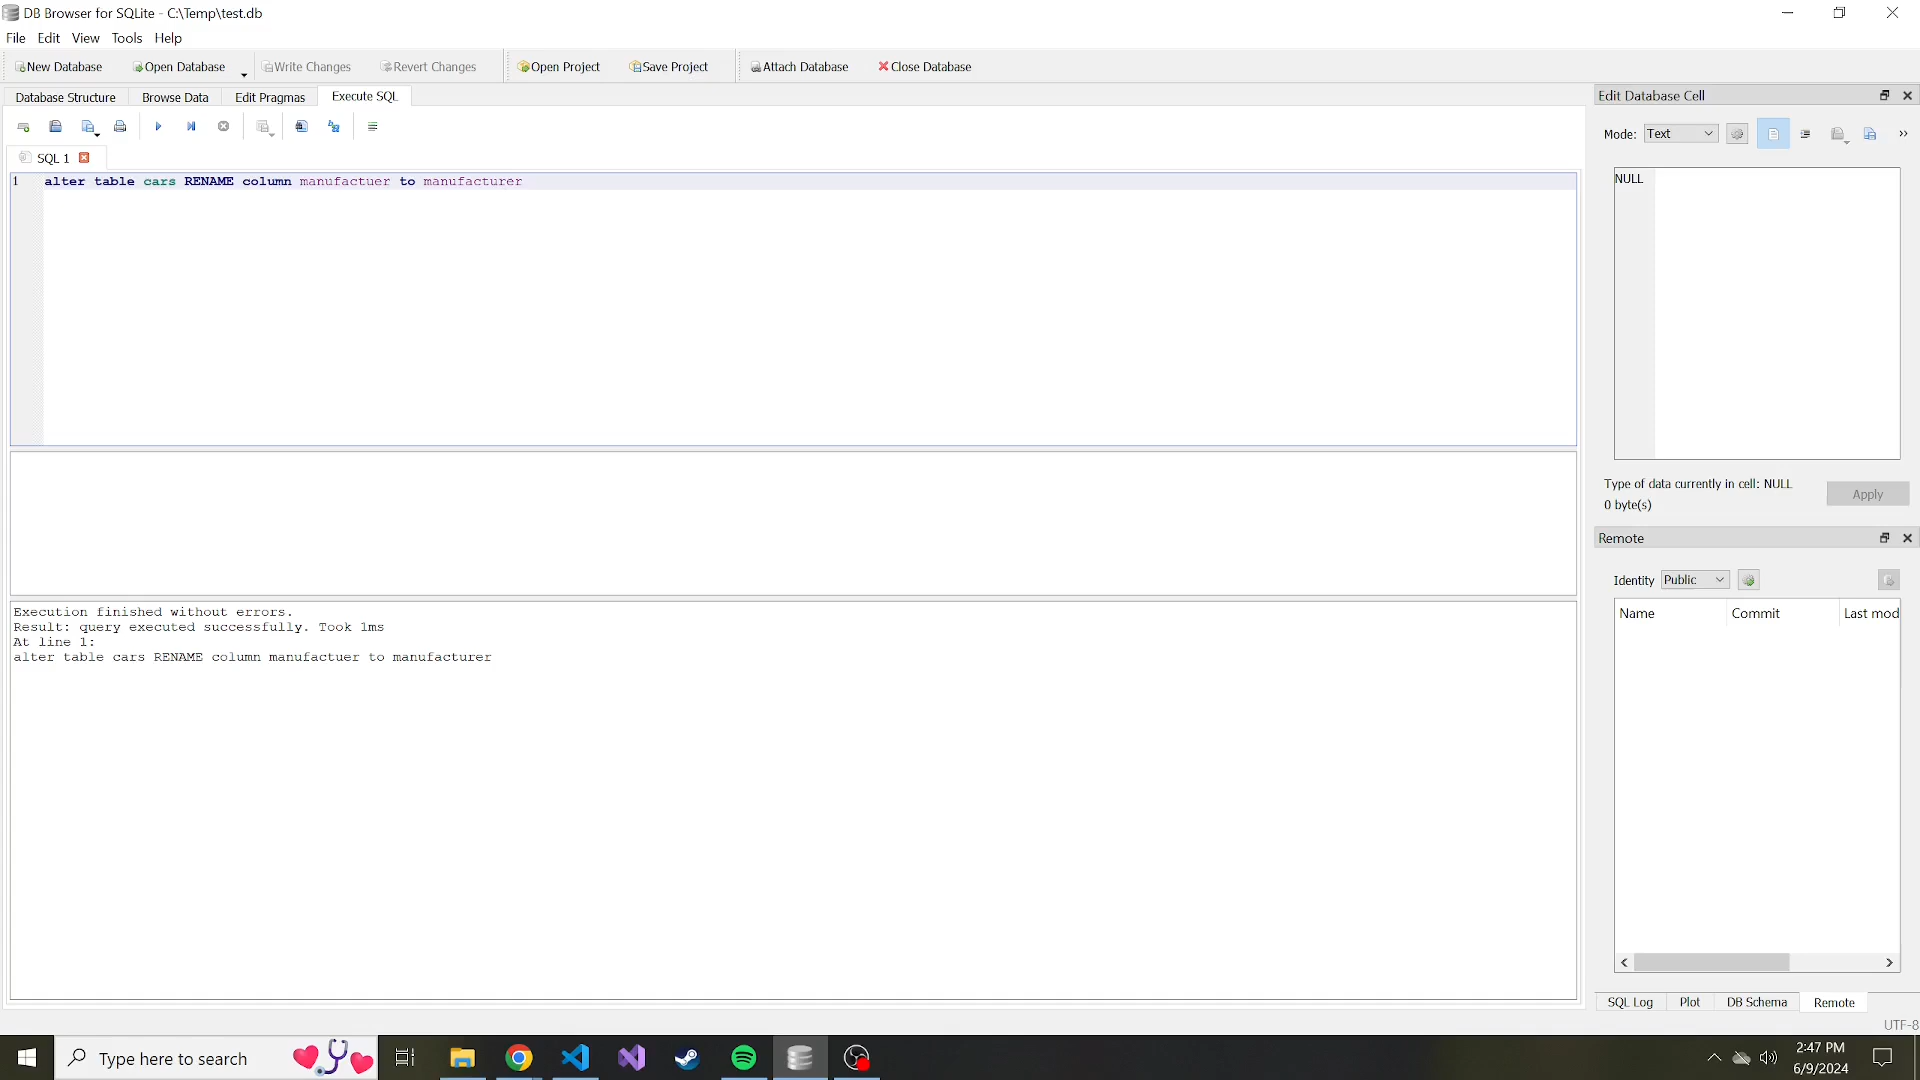 DB Browser for SQLite - C:\Temp\test.db
File Edit View Tools Help
New Database Open Database Write Changes Revert Changes Open Project Save Project Attach Database Close Database
Database Structure Browse Data Edit Pragmas Execute SQL
SQL 1
1 alter table cars RENAME column manufactuer to manufacturer
Execution finished without errors.
Result: query executed successfully. Took 1ms
At line 1:
alter table cars RENAME column manufactuer to manufacturer
Edit Database Cell
Mode: Text
NULL
Type of data currently in cell: NULL
0 byte(s)
Apply
Remote
Identity Public
Name Commit Last mod
SQL Log Plot DB Schema Remote
UTF-8
Type here to search
2:47 PM
6/9/2024